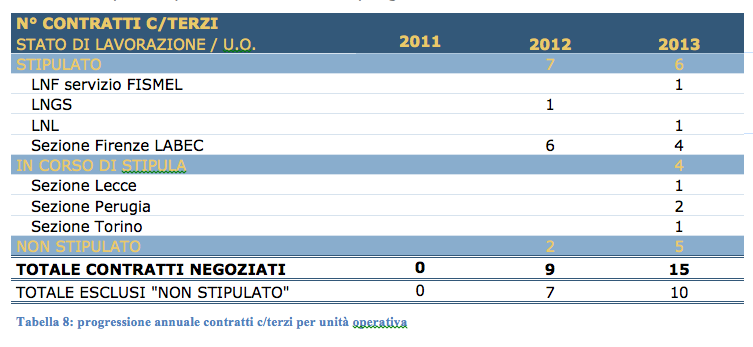 N° CONTRATTI C/TERZI
STATO DI LAVORAZIONE / U.O. 2011 2012 2013
STIPULATO 7 6
LNF servizio FISMEL 1
LNGS 1
LNL 1
Sezione Firenze LABEC 6 4
IN CORSO DI STIPULA 4
Sezione Lecce 1
Sezione Perugia 2
Sezione Torino 1
NON STIPULATO 2 5
TOTALE CONTRATTI NEGOZIATI 0 9 15
TOTALE ESCLUSI "NON STIPULATO" 0 7 10
Tabella 8: progressione annuale contratti c/terzi per unità operativa